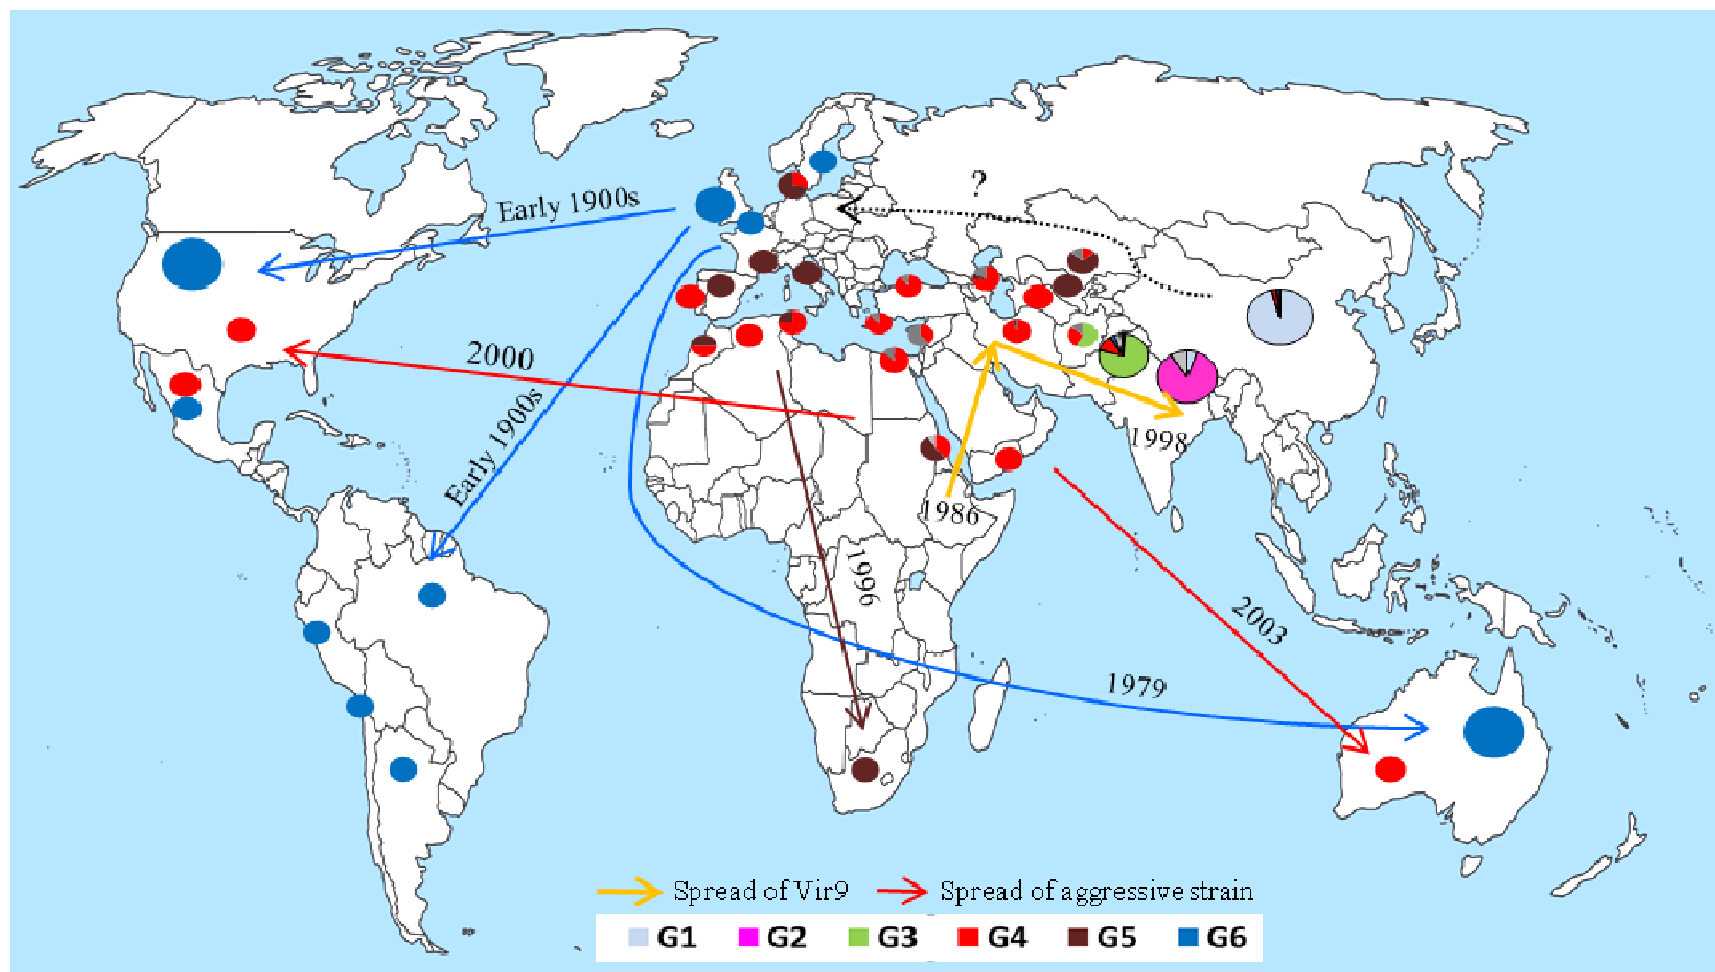 ?
Early 1900s
2000
Early 1900s
1998
1986
1996
2003
1979
Spread of Vir9 Spread of aggressive strain
G1 G2 G3 G4 G5 G6